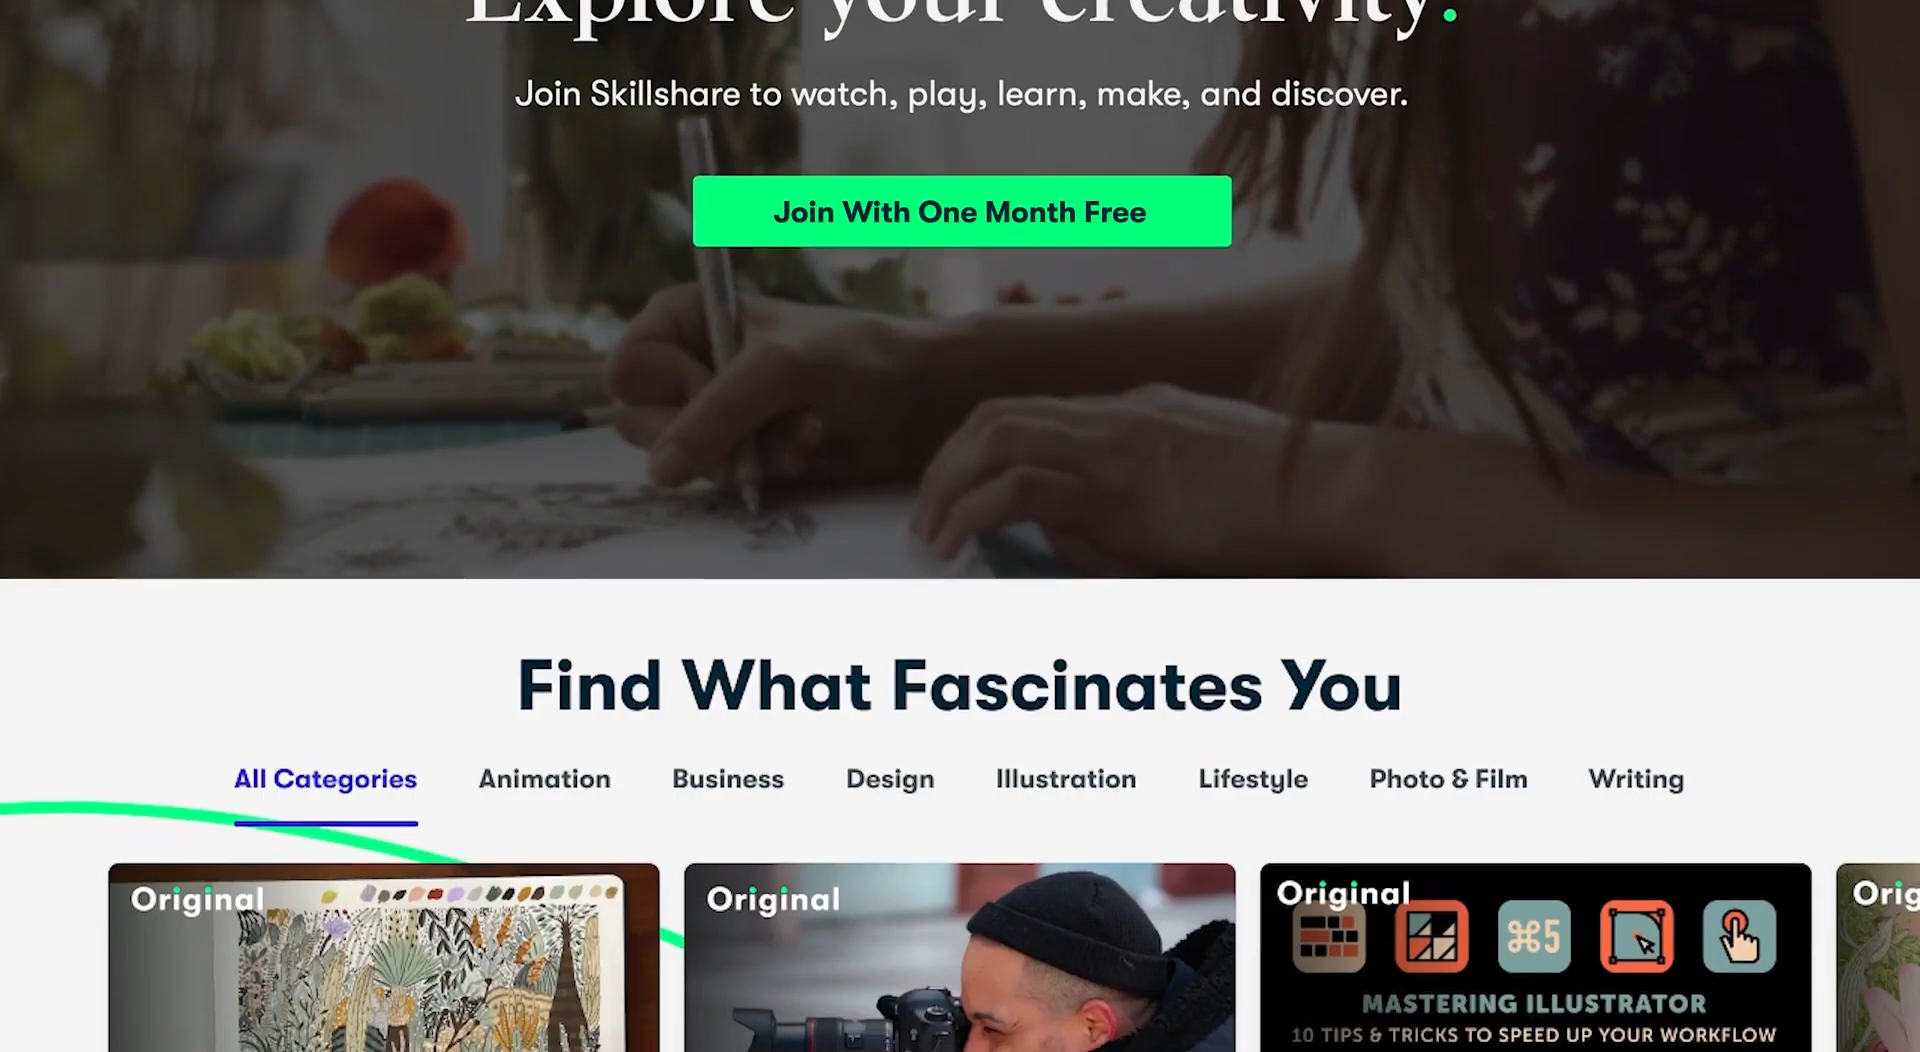 Explore your creativity.
Join Skillshare to watch, play, learn, make, and discover.
Join With One Month Free
Find What Fascinates You
All Categories Animation Business Design Illustration Lifestyle Photo & Film Writing
Original Original Original
⌘5
MASTERING ILLUSTRATOR
10 TIPS & TRICKS TO SPEED UP YOUR WORKFLOW